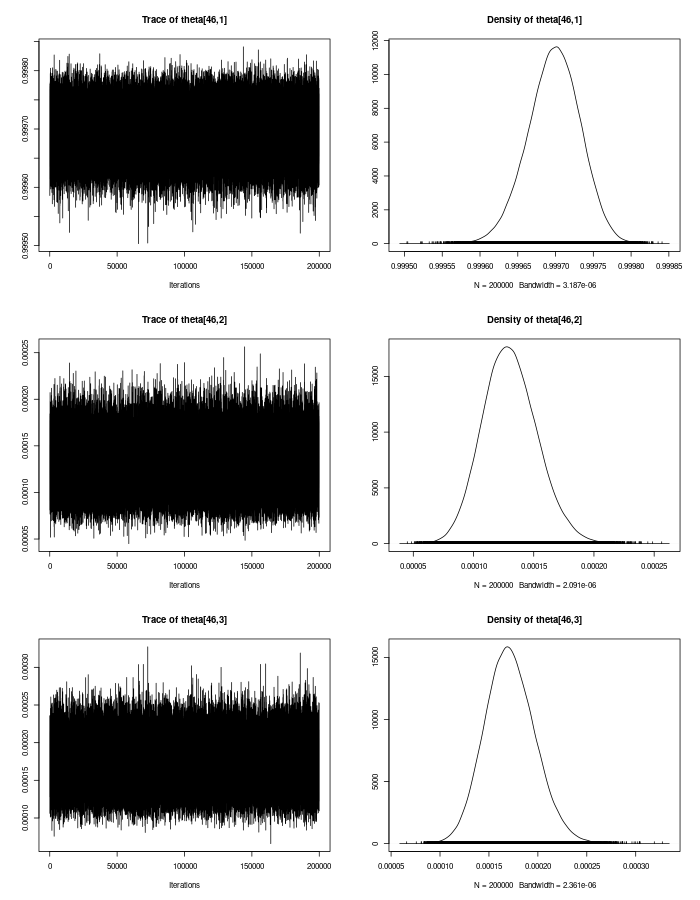 Trace of theta[46,1]
0.99950 0.99960 0.99970 0.99980
0 50000 100000 150000 200000
Iterations
Density of theta[46,1]
0 2000 4000 6000 8000 10000 12000
0.99950 0.99955 0.99960 0.99965 0.99970 0.99975 0.99980 0.99985
N = 200000 Bandwidth = 3.187e-06
Trace of theta[46,2]
0.00005 0.00010 0.00015 0.00020 0.00025
0 50000 100000 150000 200000
Iterations
Density of theta[46,2]
0 5000 10000 15000
0.00005 0.00010 0.00015 0.00020 0.00025
N = 200000 Bandwidth = 2.091e-06
Trace of theta[46,3]
0.00010 0.00015 0.00020 0.00025 0.00030
0 50000 100000 150000 200000
Iterations
Density of theta[46,3]
0 5000 10000 15000
0.00005 0.00010 0.00015 0.00020 0.00025 0.00030
N = 200000 Bandwidth = 2.361e-06